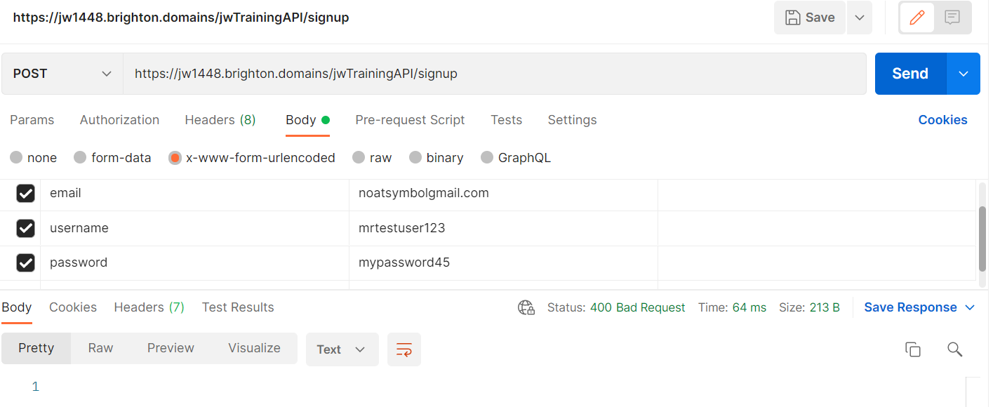 https://jw1448.brighton.domains/jwTrainingAPI/signup
Save
POST
https://jw1448.brighton.domains/jwTrainingAPI/signup
Send
Params Authorization Headers (8) Body Pre-request Script Tests Settings Cookies
none form-data x-www-form-urlencoded raw binary GraphQL
email noatsymbolgmail.com
username mrtestuser123
password mypassword45
Body Cookies Headers (7) Test Results Status: 400 Bad Request Time: 64 ms Size: 213 B Save Response
Pretty Raw Preview Visualize Text
1